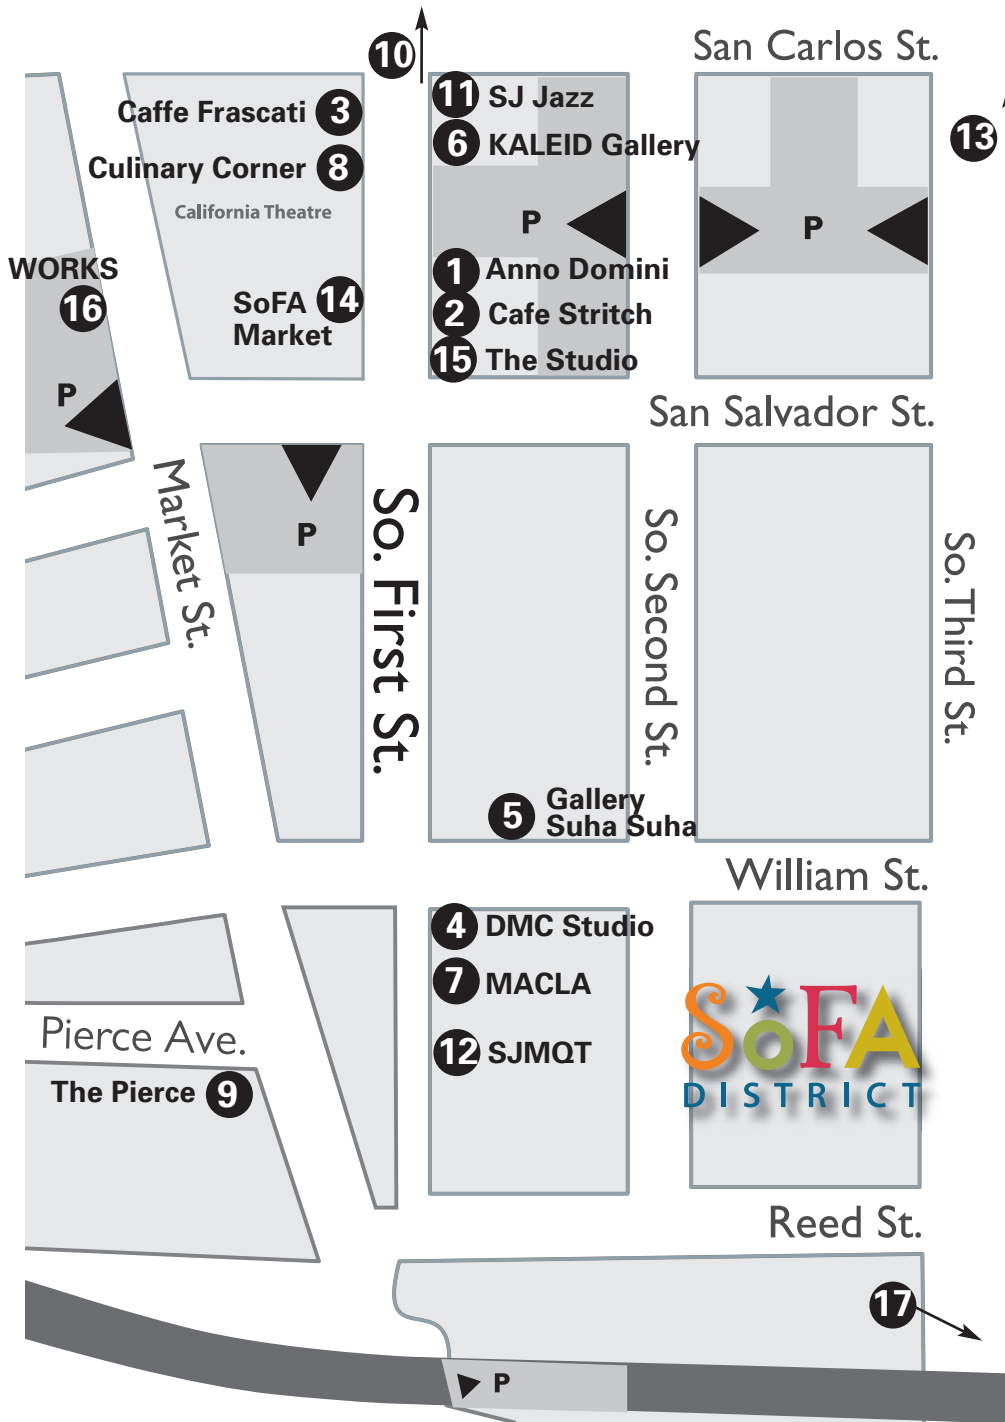 10
San Carlos St.
Caffe Frascati 3
11 SJ Jazz
6 KALEID Gallery
13
Culinary Corner 8
California Theatre
P
P
WORKS
16
1 Anno Domini
SoFA 14
Market
2 Cafe Stritch
15 The Studio
P
San Salvador St.
Market St.
P
So. First St.
So. Second St.
So. Third St.
5 Gallery
Suha Suha
William St.
4 DMC Studio
7 MACLA
SoFA
DISTRICT
Pierce Ave.
12 SJMQT
The Pierce 9
Reed St.
17
P